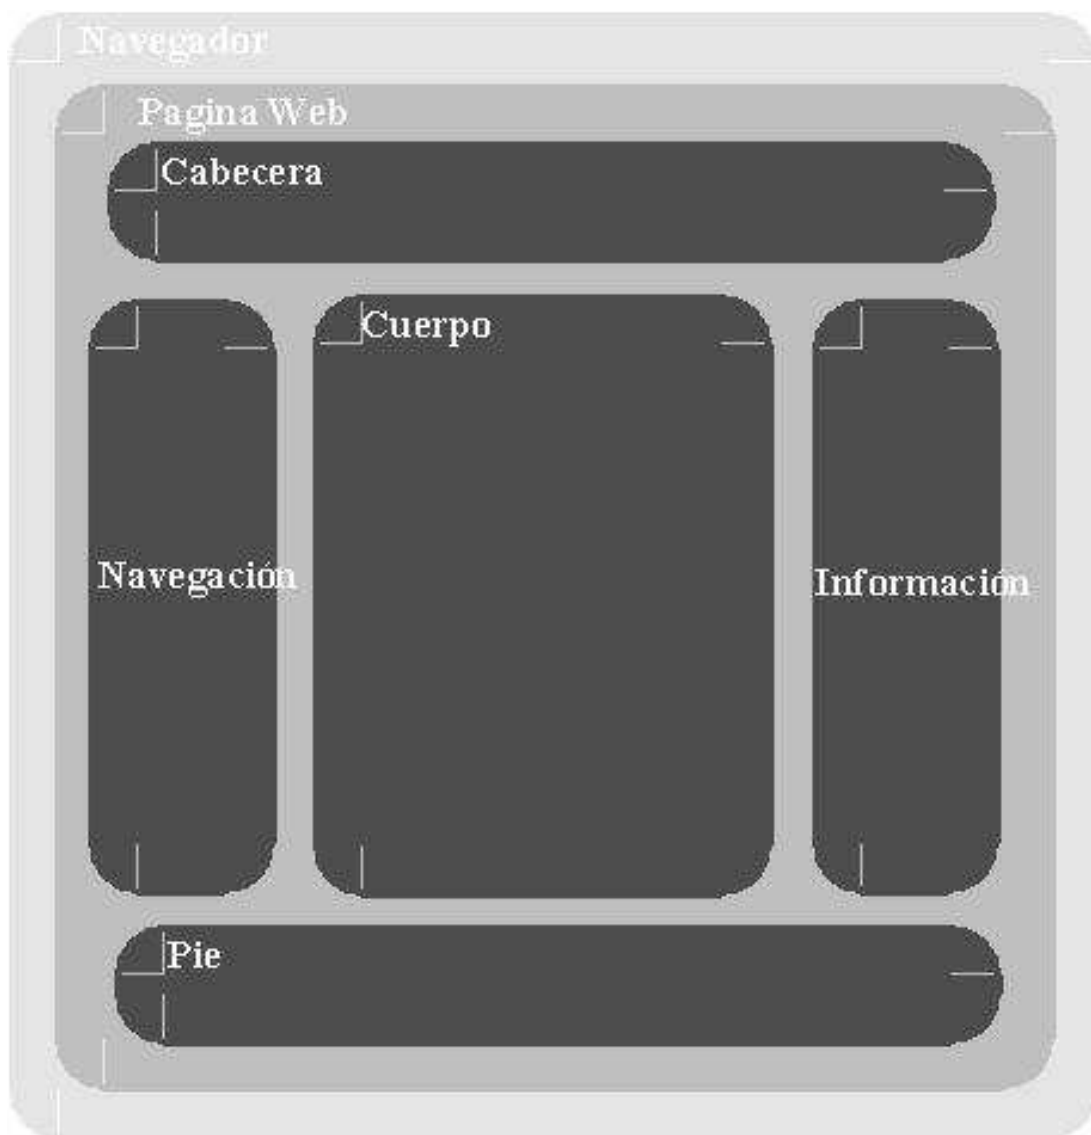 Navegador
Pagina Web
Cabecera
Cuerpo
Navegación
Información
Pie